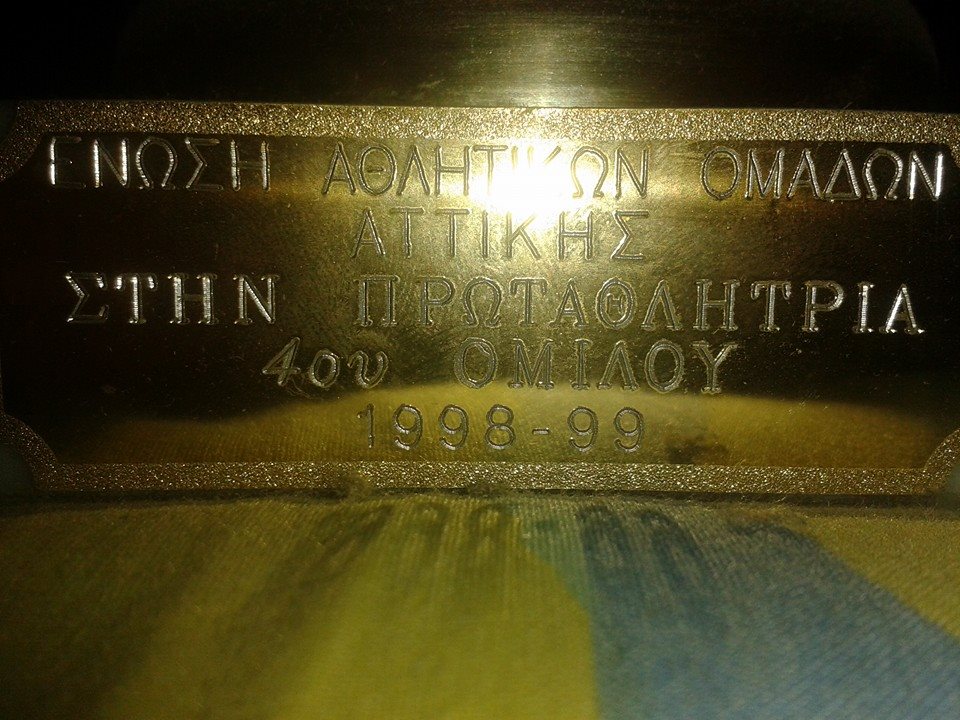 ΕΝΩΣΗ ΑΘΛΗΤΙΚΩΝ ΟΜΑΔΩΝ
ΑΤΤΙΚΗΣ
ΣΤΗΝ ΠΡΩΤΑΘΛΗΤΡΙΑ
4ου ΟΜΙΛΟΥ
1998-99